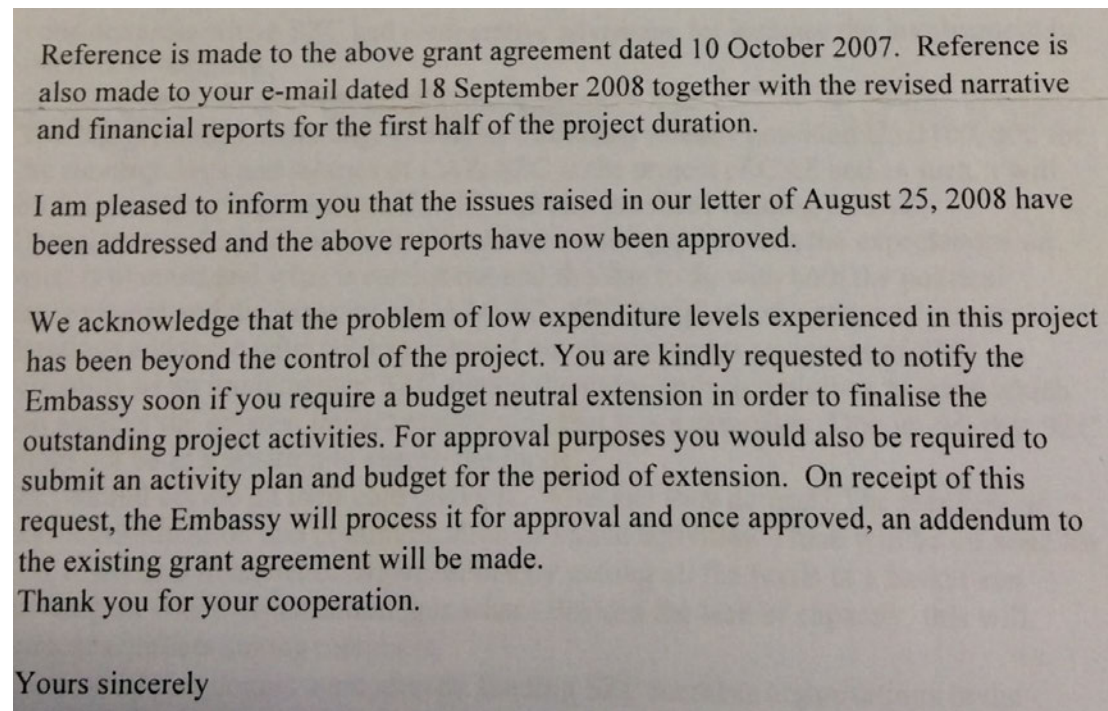 Reference is made to the above grant agreement dated 10 October 2007.  Reference is
also made to your e-mail dated 18 September 2008 together with the revised narrative
and financial reports for the first half of the project duration.

I am pleased to inform you that the issues raised in our letter of August 25, 2008 have
been addressed and the above reports have now been approved.

We acknowledge that the problem of low expenditure levels experienced in this project
has been beyond the control of the project. You are kindly requested to notify the
Embassy soon if you require a budget neutral extension in order to finalise the
outstanding project activities. For approval purposes you would also be required to
submit an activity plan and budget for the period of extension.  On receipt of this
request, the Embassy will process it for approval and once approved, an addendum to
the existing grant agreement will be made.
Thank you for your cooperation.

Yours sincerely